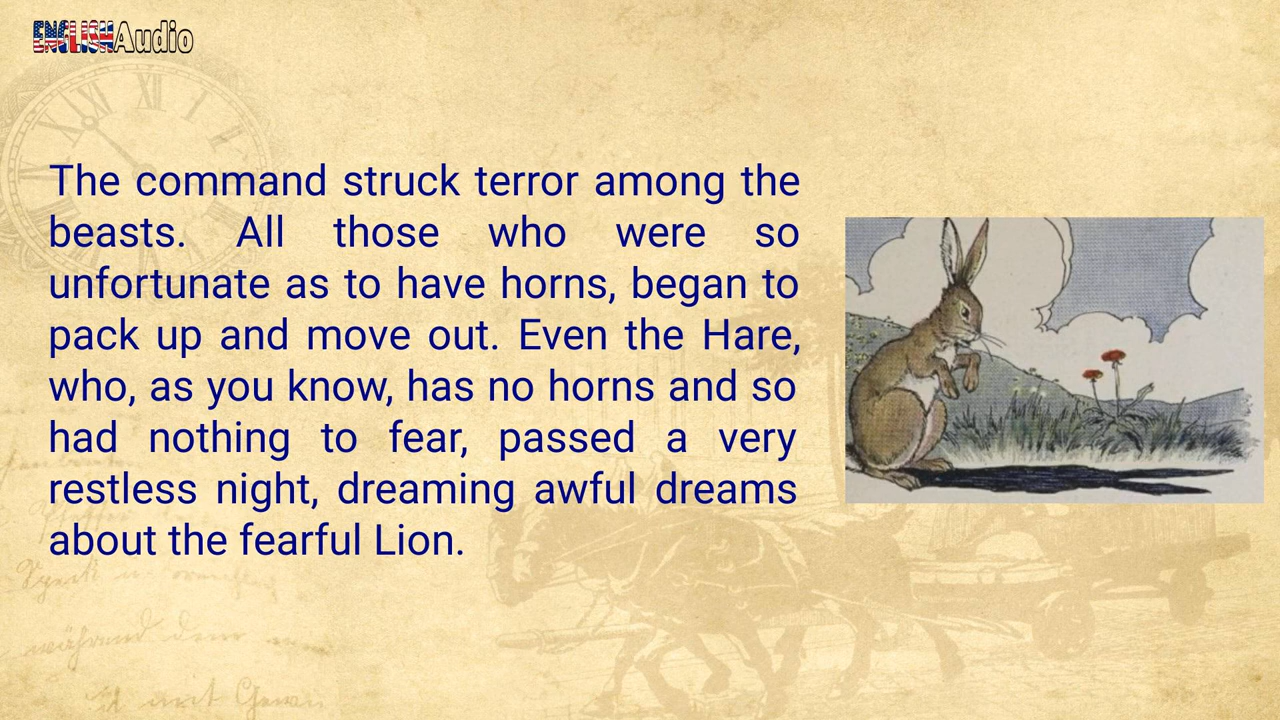 ENGLISHAudio
The command struck terror among the
beasts. All those who were so
unfortunate as to have horns, began to
pack up and move out. Even the Hare,
who, as you know, has no horns and so
had nothing to fear, passed a very
restless night, dreaming awful dreams
about the fearful Lion.